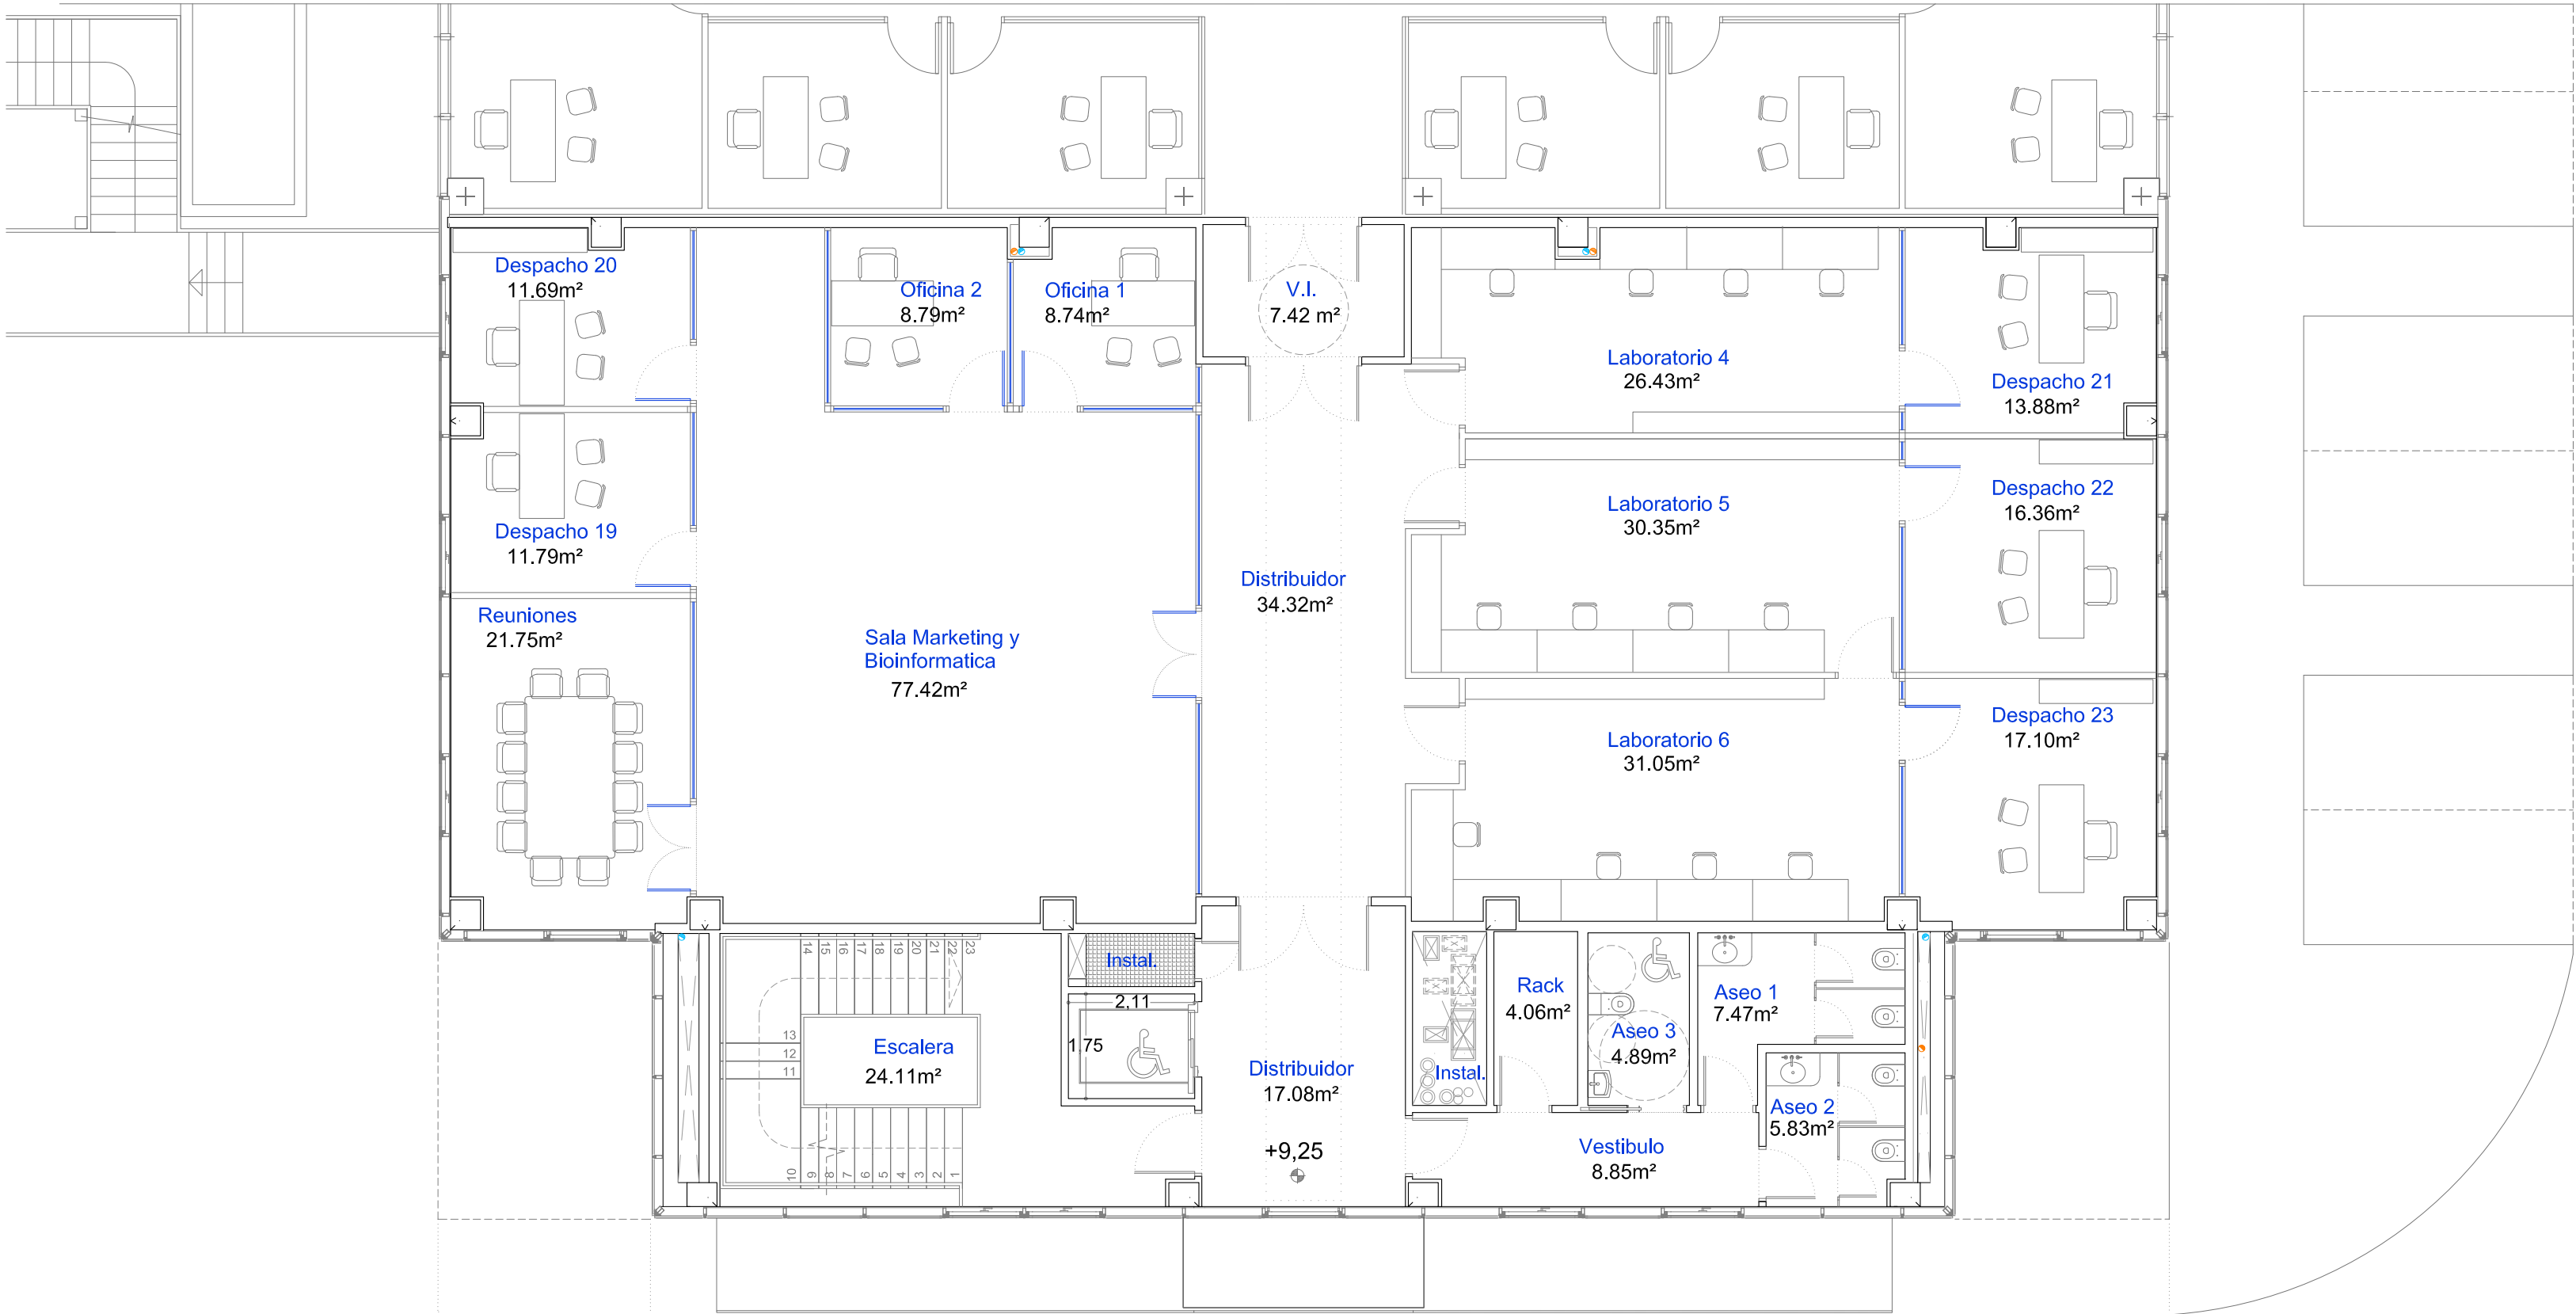 Despacho 20
11.69m²
Oficina 2
8.79m²
Oficina 1
8.74m²
V.I.
7.42 m²
Laboratorio 4
26.43m²
Despacho 21
13.88m²
Despacho 19
11.79m²
Laboratorio 5
30.35m²
Despacho 22
16.36m²
Distribuidor
34.32m²
Reuniones
21.75m²
Sala Marketing y
Bioinformatica
77.42m²
Laboratorio 6
31.05m²
Despacho 23
17.10m²
14
15
16
17
18
19
20
21
22
23
Instal.
2,11
1,75
13
12
11
Escalera
24.11m²
10
9
8
7
6
5
4
3
2
1
Distribuidor
17.08m²
+9,25
Instal.
Rack
4.06m²
Aseo 3
4.89m²
Aseo 1
7.47m²
Aseo 2
5.83m²
Vestibulo
8.85m²